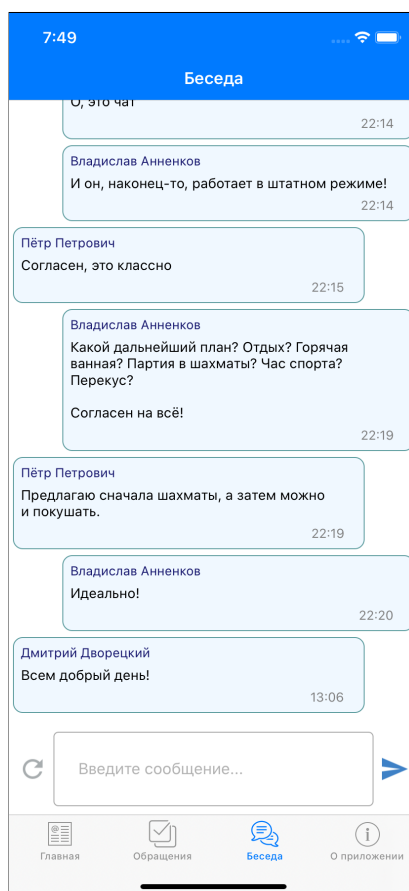 7:49
Беседа
О, это чат
22:14
Владислав Анненков
И он, наконец-то, работает в штатном режиме!
22:14
Пётр Петрович
Согласен, это классно
22:15
Владислав Анненков
Какой дальнейший план? Отдых? Горячая
ванная? Партия в шахматы? Час спорта?
Перекус?
Согласен на всё!
22:19
Пётр Петрович
Предлагаю сначала шахматы, а затем можно
и покушать.
22:19
Владислав Анненков
Идеально!
22:20
Дмитрий Дворецкий
Всем добрый день!
13:06
Введите сообщение...
Главная
Обращения
Беседа
О приложении